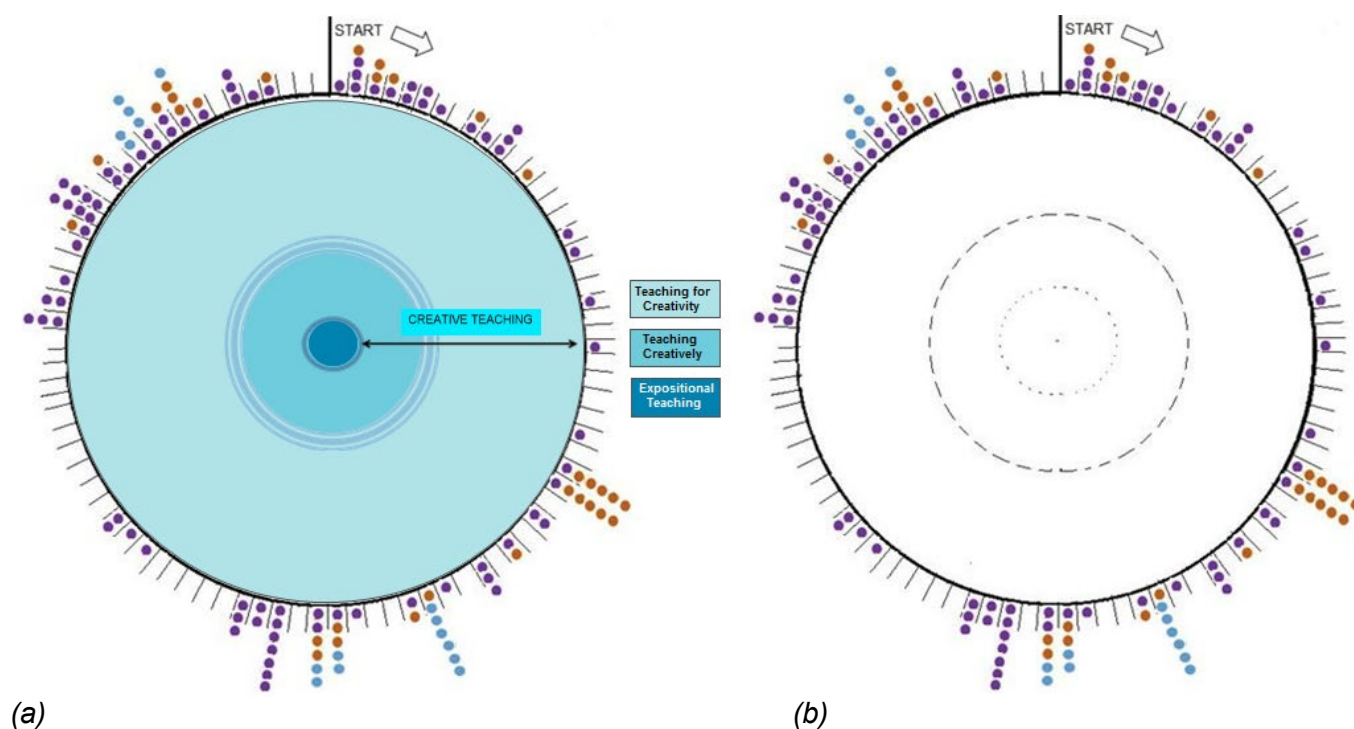 START
START
CREATIVE TEACHING
Teaching for
Creativity
Teaching
Creatively
Expositional
Teaching
(a)
(b)